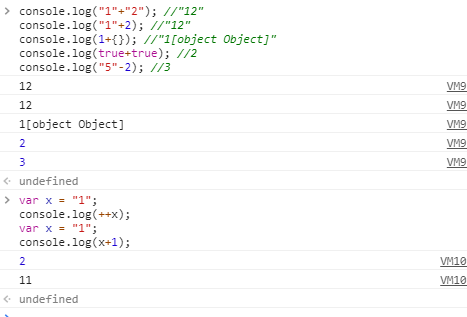 > console.log("1"+"2"); //"12"
console.log("1"+2); //"12"
console.log(1+{}); //"1[object Object]"
console.log(true+true); //2
console.log("5"-2); //3
12 VM9
12 VM9
1[object Object] VM9
2 VM9
3 VM9
undefined
> var x = "1";
console.log(++x);
var x = "1";
console.log(x+1);
2 VM10
11 VM10
undefined